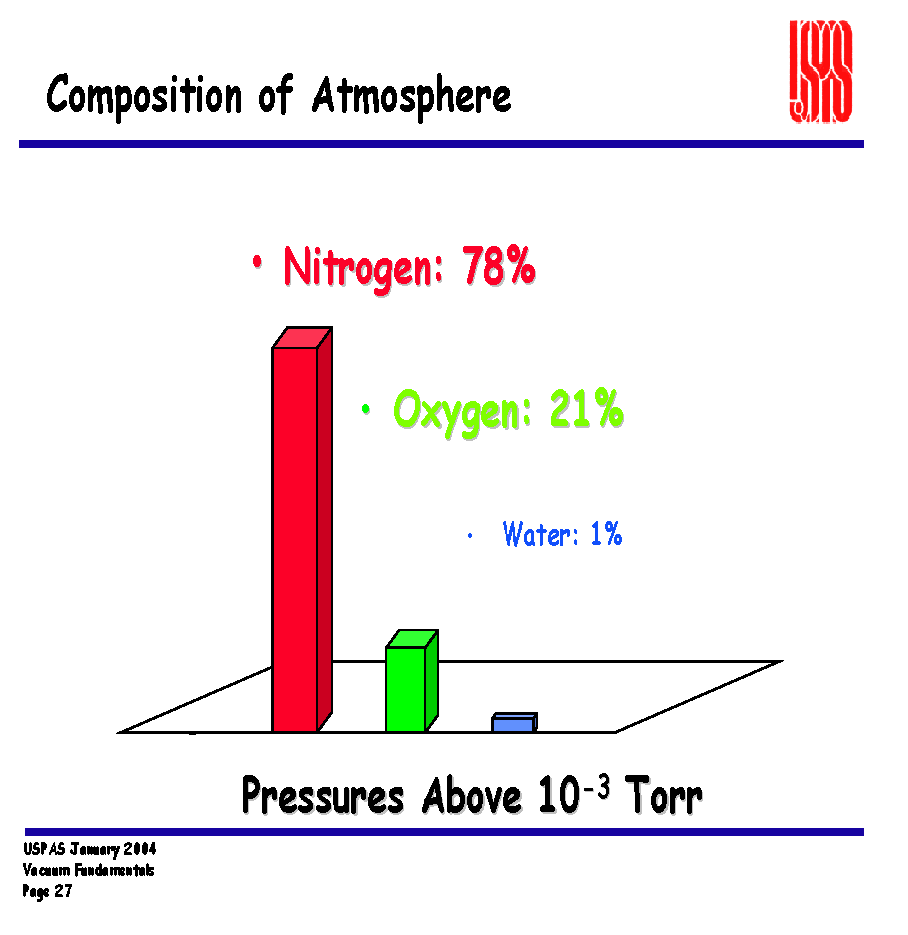 Composition of Atmosphere
• Nitrogen: 78%
• Oxygen: 21%
• Water: 1%
Pressures Above 10⁻³ Torr
USPAS January 2004
Vacuum Fundamentals
Page 27